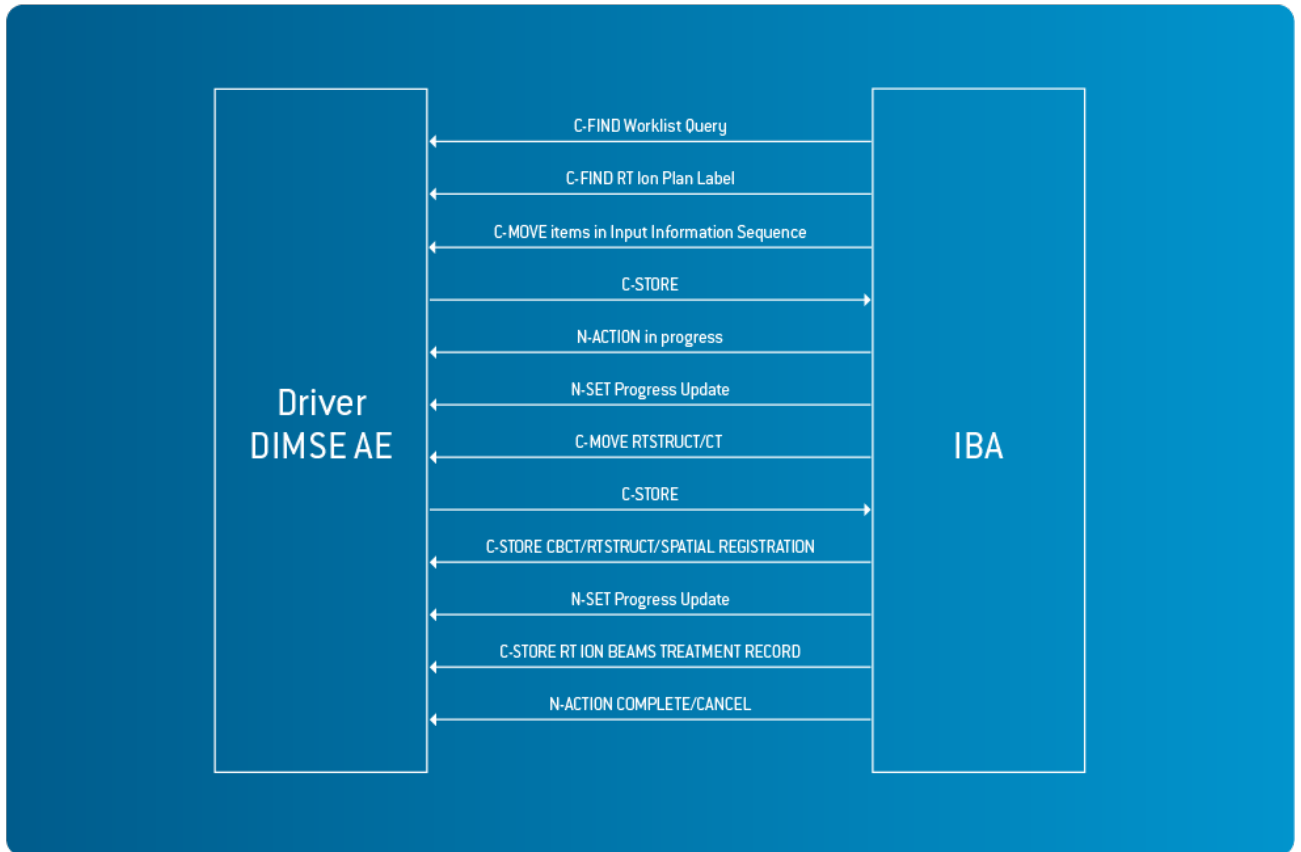 C-FIND Worklist Query
C-FIND RT Ion Plan Label
C-MOVE items in Input Information Sequence
C-STORE
N-ACTION in progress
N-SET Progress Update
Driver
DIMSE AE
IBA
C-MOVE RTSTRUCT/CT
C-STORE
C-STORE CBCT/RTSTRUCT/SPATIAL REGISTRATION
N-SET Progress Update
C-STORE RT ION BEAMS TREATMENT RECORD
N-ACTION COMPLETE/CANCEL